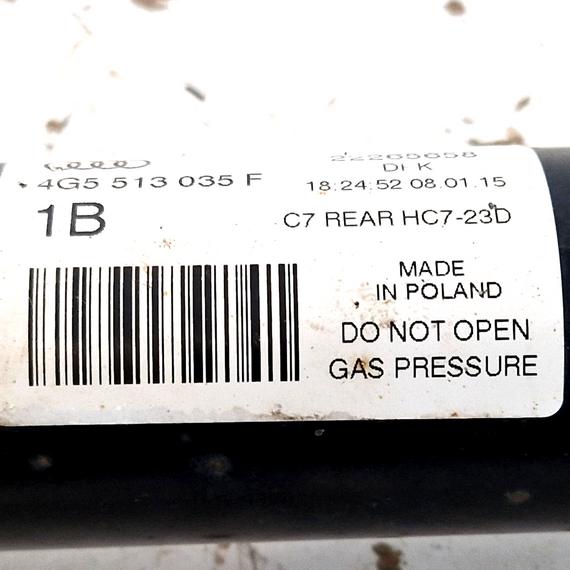 22265658
DI K
4G5 513 035 F
18:24:52 08.01.15
1B
C7 REAR HC7-23D
MADE
IN POLAND
DO NOT OPEN
GAS PRESSURE